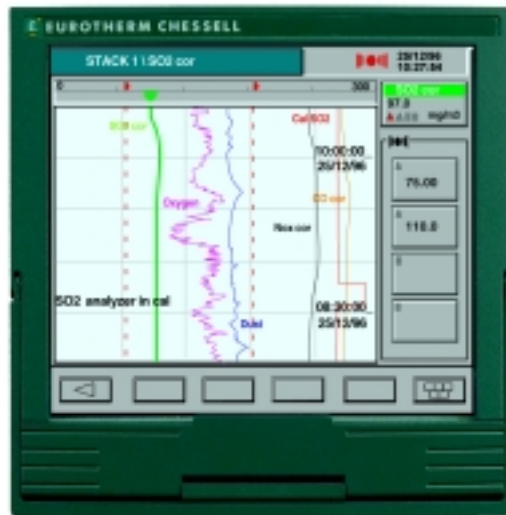 EUROTHERM CHESSELL
STACK 1\SO2 cor
25/12/96
10:27:54
0
300
SO2 cor
97.0
mg/m3
SO2 cor
Cal SO2
10:00:00
25/12/96
Oxygen
CO cor
Nox cor
SO2 analyzer in cal
Dust
08:20:00
25/12/96
A
75.00
A
110.0